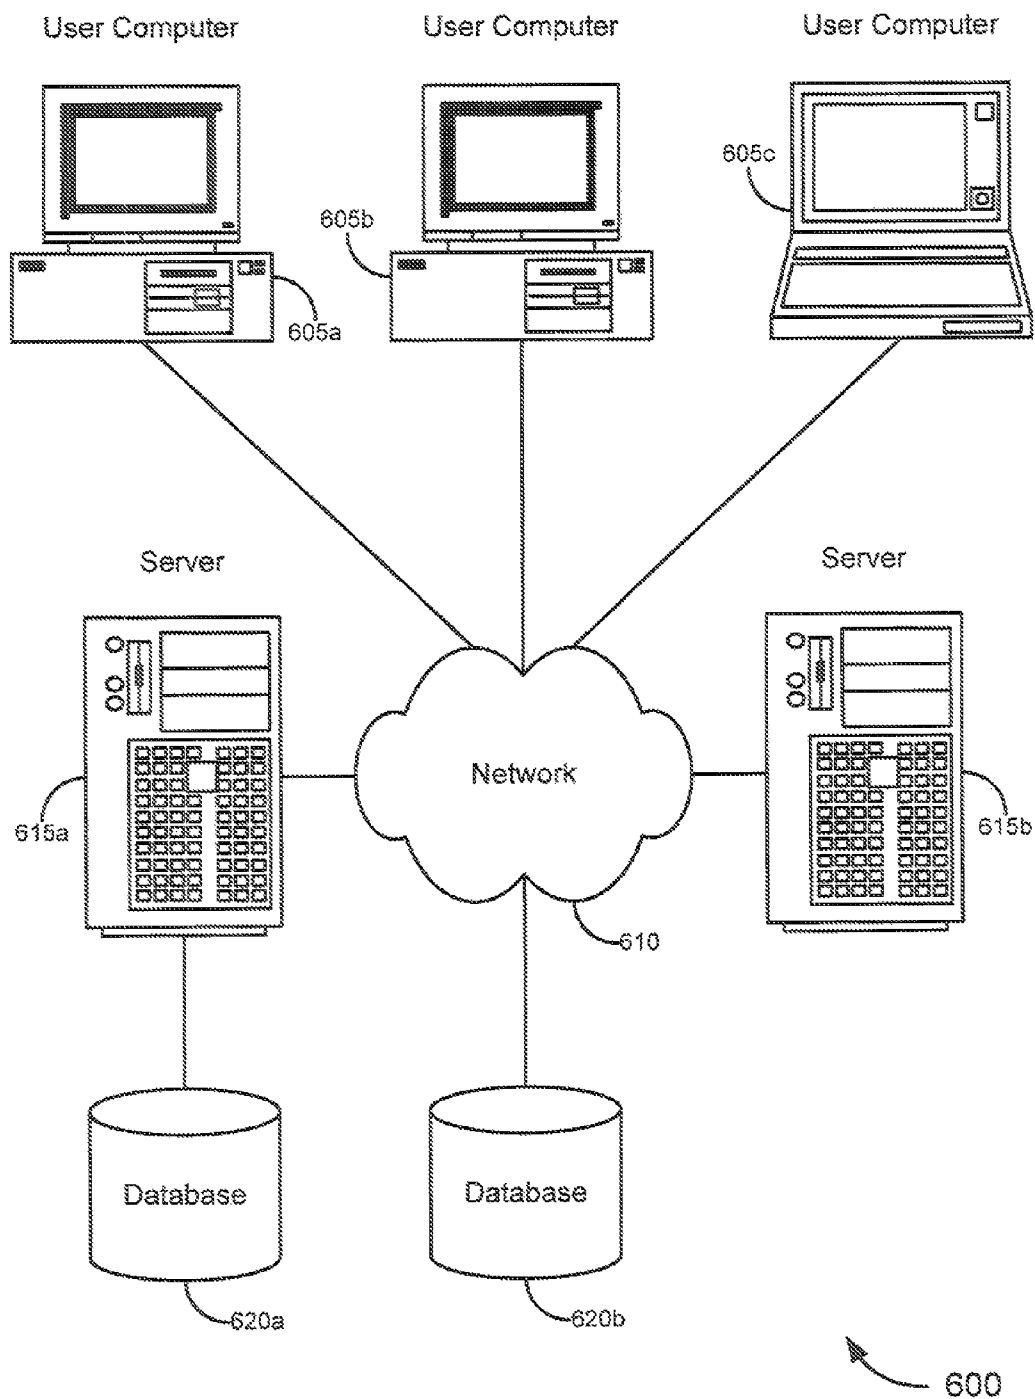 User Computer
User Computer
User Computer
605c
605b
605a
Server
Server
Network
615a
615b
610
Database
Database
620a
620b
600